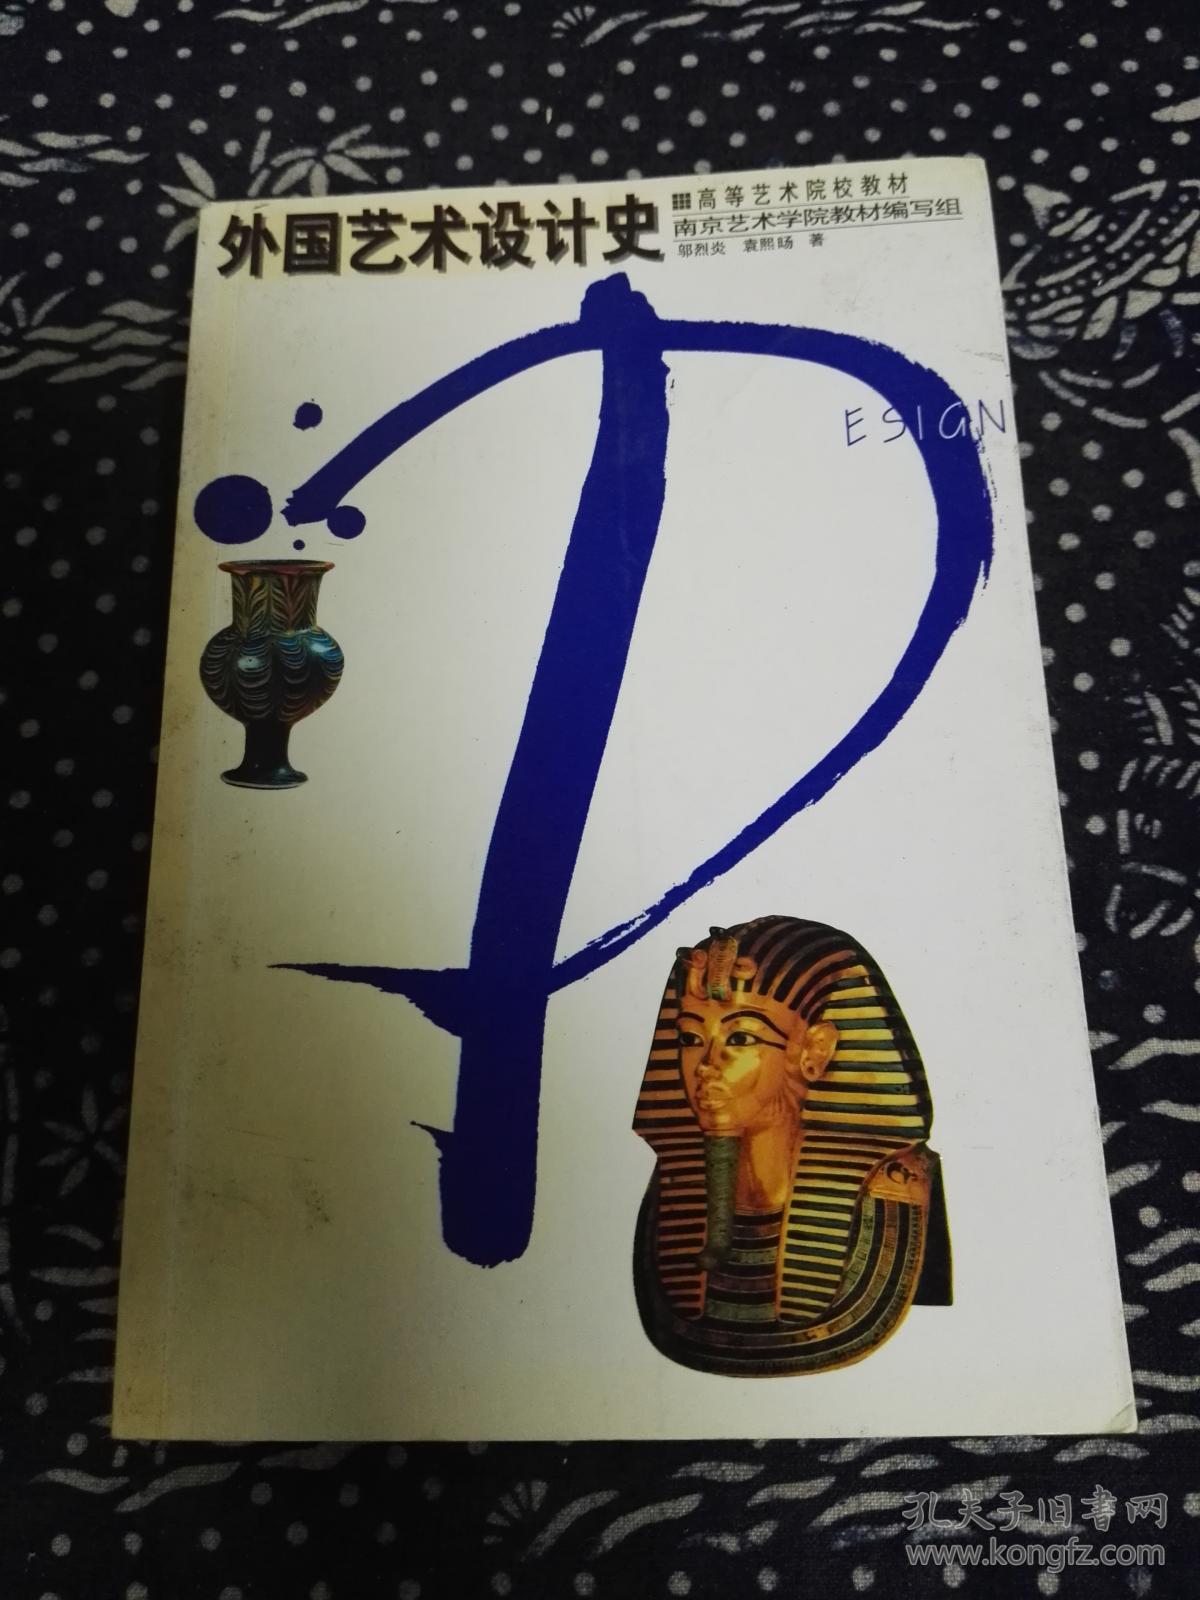 外国艺术设计史
高等艺术院校教材
南京艺术学院教材编写组
邬烈炎 袁熙旸 著
D
ESIGN
孔夫子旧書网
www.kongfz.com